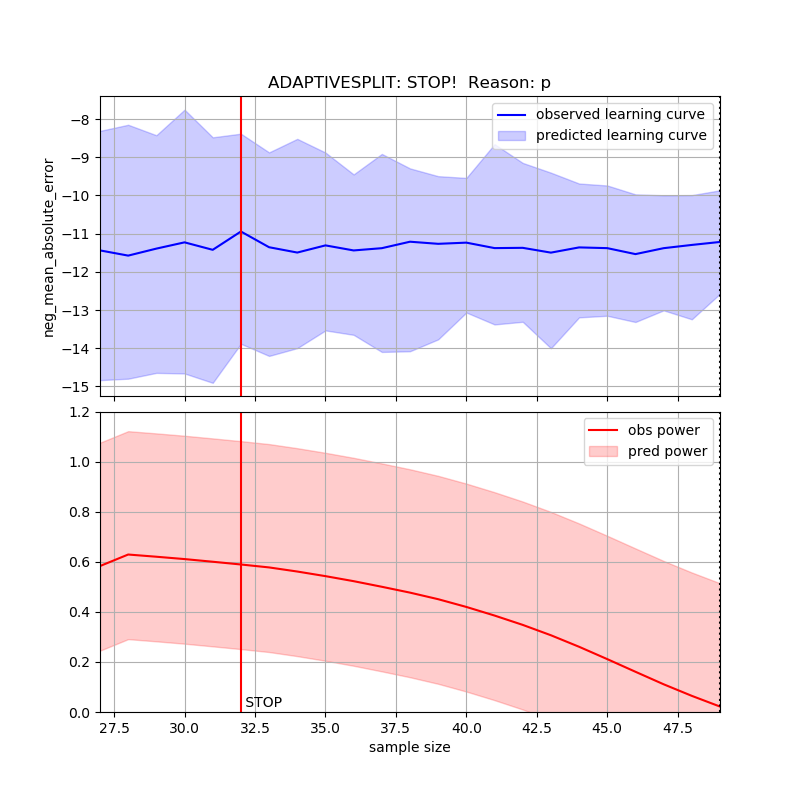 ADAPTIVESPLIT: STOP!  Reason: p
neg_mean_absolute_error
−8
−9
−10
−11
−12
−13
−14
−15
observed learning curve
predicted learning curve
1.2
1.0
0.8
0.6
0.4
0.2
0.0
obs power
pred power
STOP
27.5 30.0 32.5 35.0 37.5 40.0 42.5 45.0 47.5
sample size